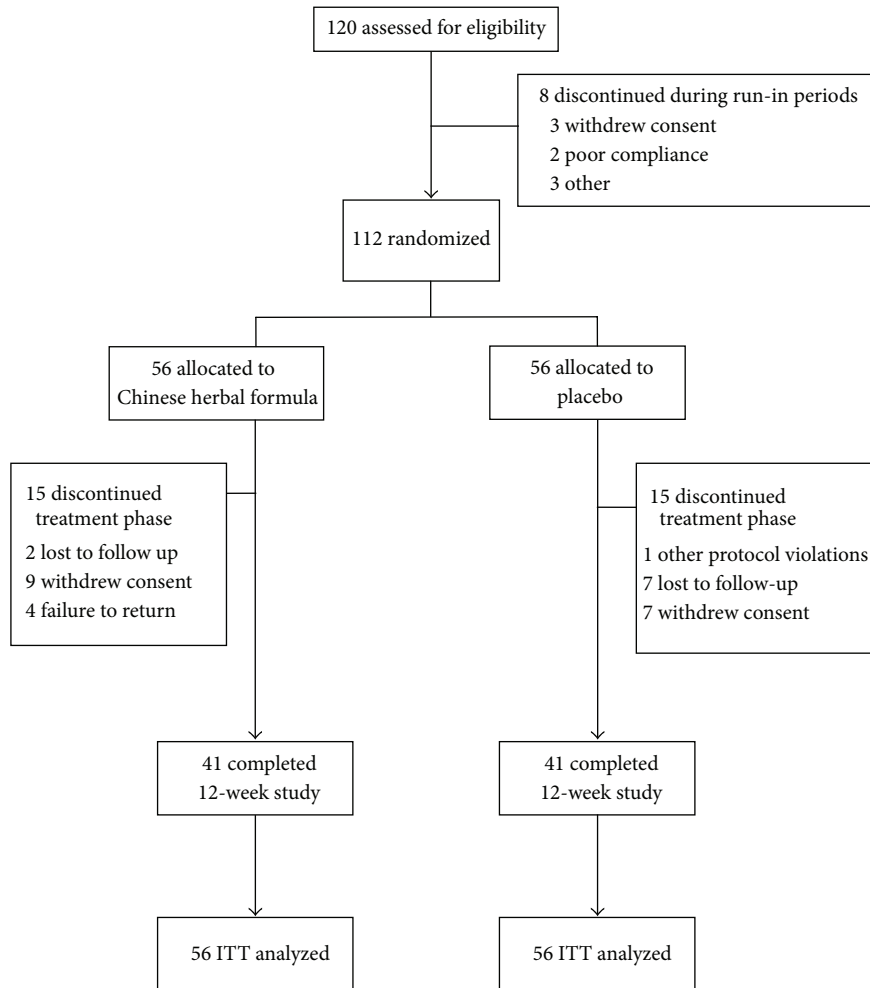 120 assessed for eligibility
8 discontinued during run-in periods
3 withdrew consent
2 poor compliance
3 other
112 randomized
56 allocated to
Chinese herbal formula
56 allocated to
placebo
15 discontinued
treatment phase
2 lost to follow up
9 withdrew consent
4 failure to return
15 discontinued
treatment phase
1 other protocol violations
7 lost to follow-up
7 withdrew consent
41 completed
12-week study
41 completed
12-week study
56 ITT analyzed
56 ITT analyzed